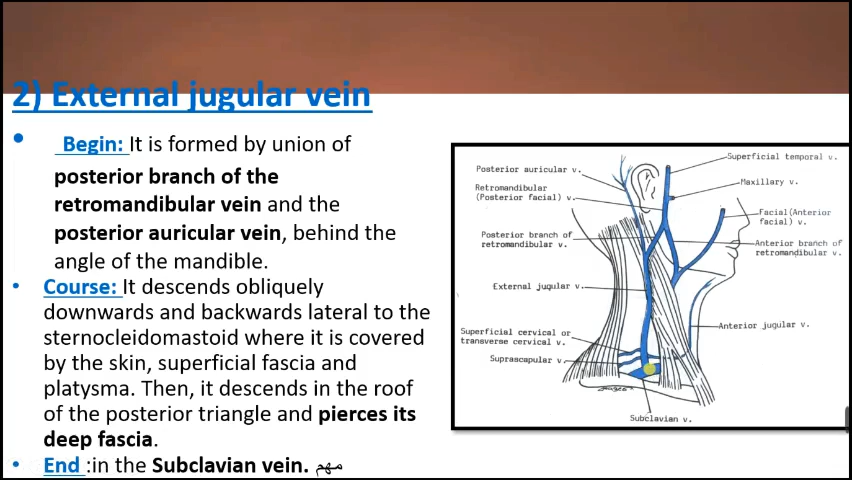 2) External jugular vein
• Begin: It is formed by union of
posterior branch of the
retromandibular vein and the
posterior auricular vein, behind the
angle of the mandible.
• Course: It descends obliquely
downwards and backwards lateral to the
sternocleidomastoid where it is covered
by the skin, superficial fascia and
platysma. Then, it descends in the roof
of the posterior triangle and pierces its
deep fascia.
• End :in the Subclavian vein. مهم
Posterior auricular v.
Retromandibular
(Posterior facial) v.
Posterior branch of
retromandibular v.
External jugular v.
Superficial cervical or
transverse cervical v.
Suprascapular v.
Subclavian v.
Superficial temporal v.
Maxillary v.
Facial(Anterior
facial) v.
Anterior branch of
retromandibular v.
Anterior jugular v.